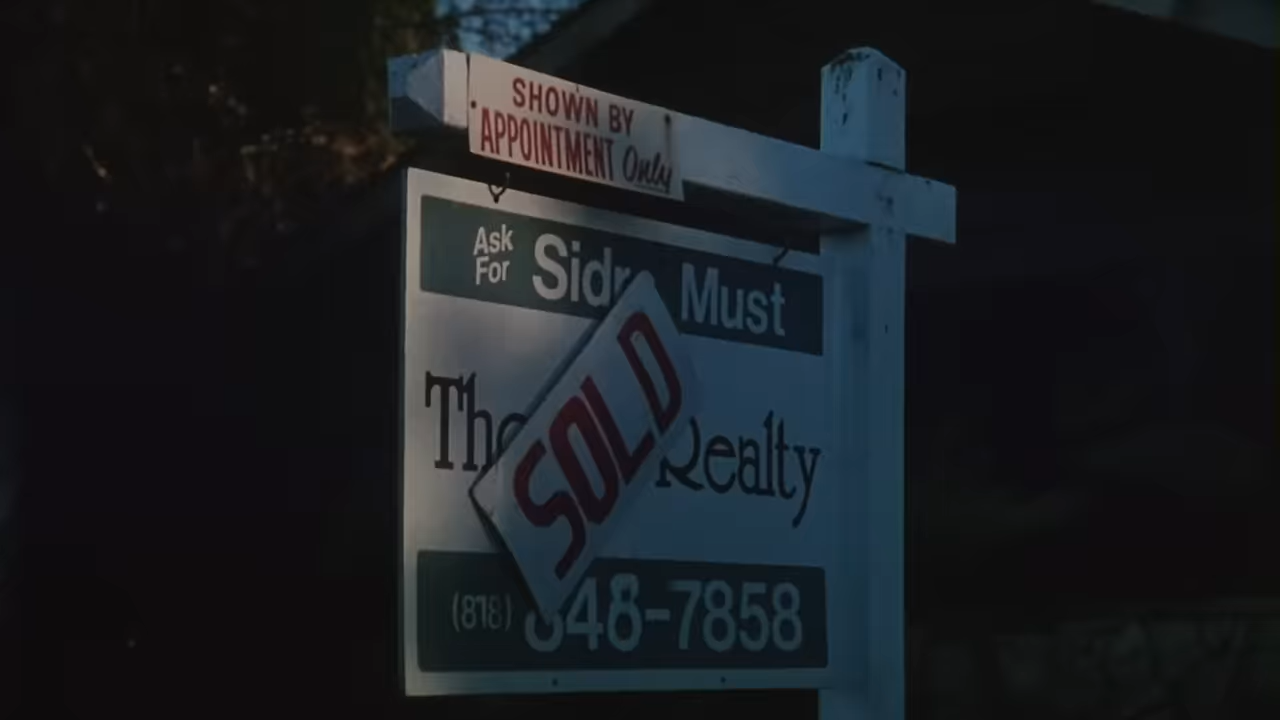 SHOWN BY
APPOINTMENT Only
Ask
For
Must
SOLD
Realty
(818)
48-7858